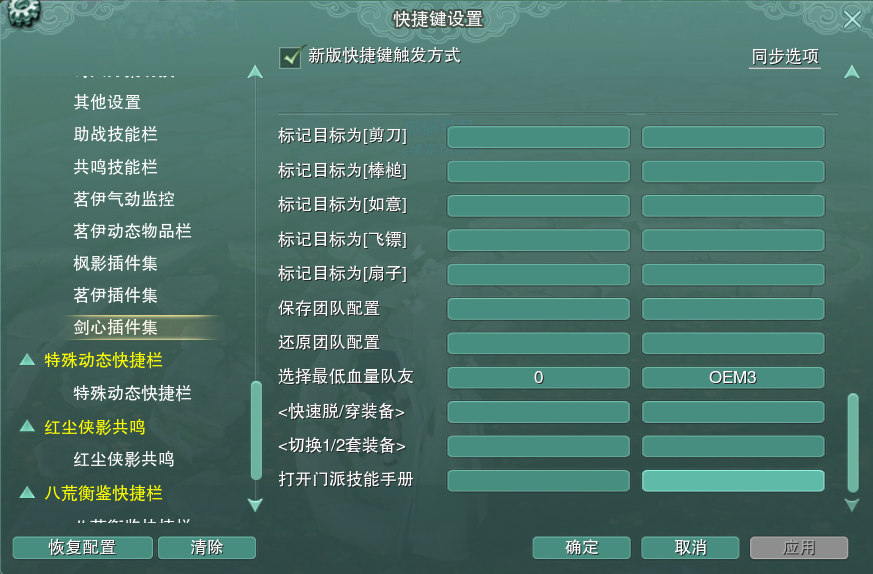 快捷键设置
新版快捷键触发方式
同步选项
其他设置
助战技能栏
共鸣技能栏
茗伊气劲监控
茗伊动态物品栏
枫影插件集
茗伊插件集
剑心插件集
特殊动态快捷栏
特殊动态快捷栏
红尘侠影共鸣
红尘侠影共鸣
八荒衡鉴快捷栏
标记目标为[剪刀]
标记目标为[棒槌]
标记目标为[如意]
标记目标为[飞镖]
标记目标为[扇子]
保存团队配置
还原团队配置
选择最低血量队友 0 OEM3
<快速脱/穿装备>
<切换1/2套装备>
打开门派技能手册
恢复配置 清除 确定 取消 应用